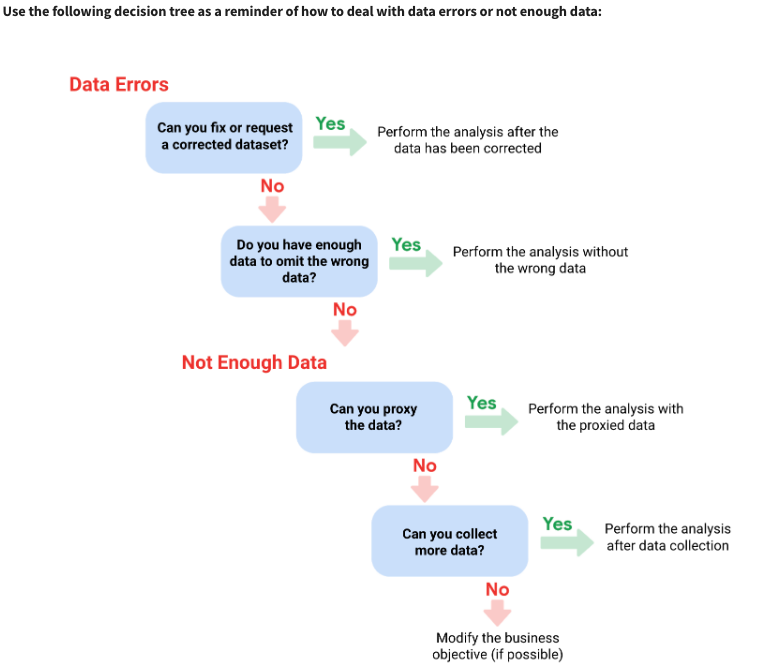 Use the following decision tree as a reminder of how to deal with data errors or not enough data:
Data Errors
Can you fix or request
a corrected dataset?
Yes
Perform the analysis after the
data has been corrected
No
Do you have enough
data to omit the wrong
data?
Yes
Perform the analysis without
the wrong data
No
Not Enough Data
Can you proxy
the data?
Yes
Perform the analysis with
the proxied data
No
Can you collect
more data?
Yes
Perform the analysis
after data collection
No
Modify the business
objective (if possible)